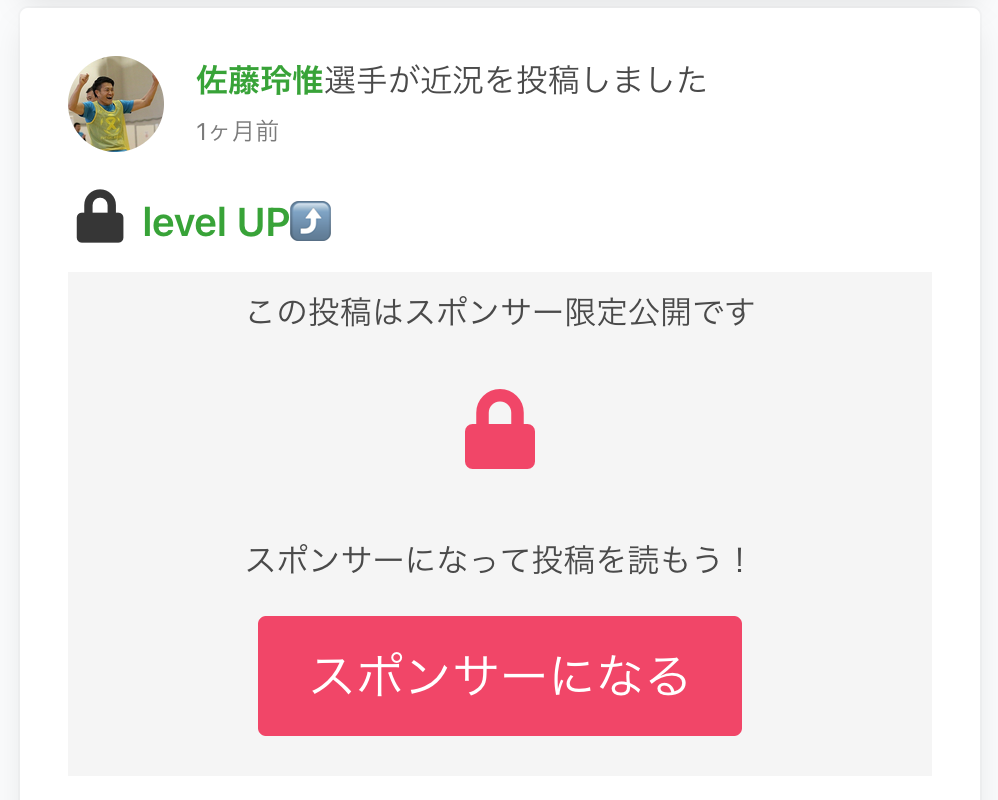 佐藤玲惟選手が近況を投稿しました
1ヶ月前
level UP⤴️
この投稿はスポンサー限定公開です
スポンサーになって投稿を読もう！
スポンサーになる